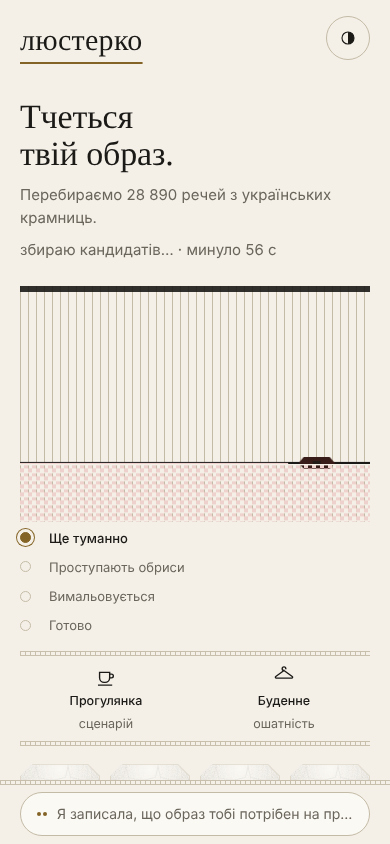 люстерко
Тчеться
твій образ.
Перебираємо 28 890 речей з українських
крамниць.
збираю кандидатів... · минуло 56 с
Ще туманно
Проступають обриси
Вимальовується
Готово
Прогулянка
Буденне
сценарій
ошатність
Я записала, що образ тобі потрібен на пр...